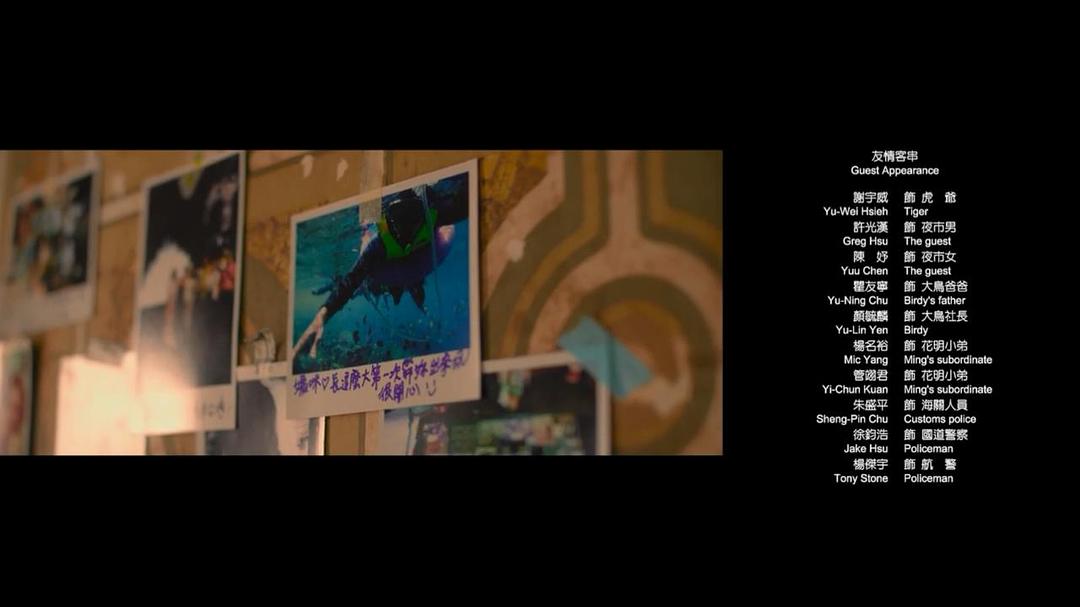 媽咪♡長這麼大第一次帶妳出來玩
很開心
友情客串
Guest Appearance
謝宇威 飾 虎 爺
Yu-Wei Hsieh Tiger
許光漢 飾 夜市男
Greg Hsu The guest
陳 妤 飾 夜市女
Yuu Chen The guest
瞿友寧 飾 大鳥爸爸
Yu-Ning Chu Birdy's father
顏毓麟 飾 大鳥社長
Yu-Lin Yen Birdy
楊名裕 飾 花明小弟
Mic Yang Ming's subordinate
管翊君 飾 花明小弟
Yi-Chun Kuan Ming's subordinate
朱盛平 飾 海關人員
Sheng-Pin Chu Customs police
徐鈞浩 飾 國道警察
Jake Hsu Policeman
楊傑宇 飾 航 警
Tony Stone Policeman